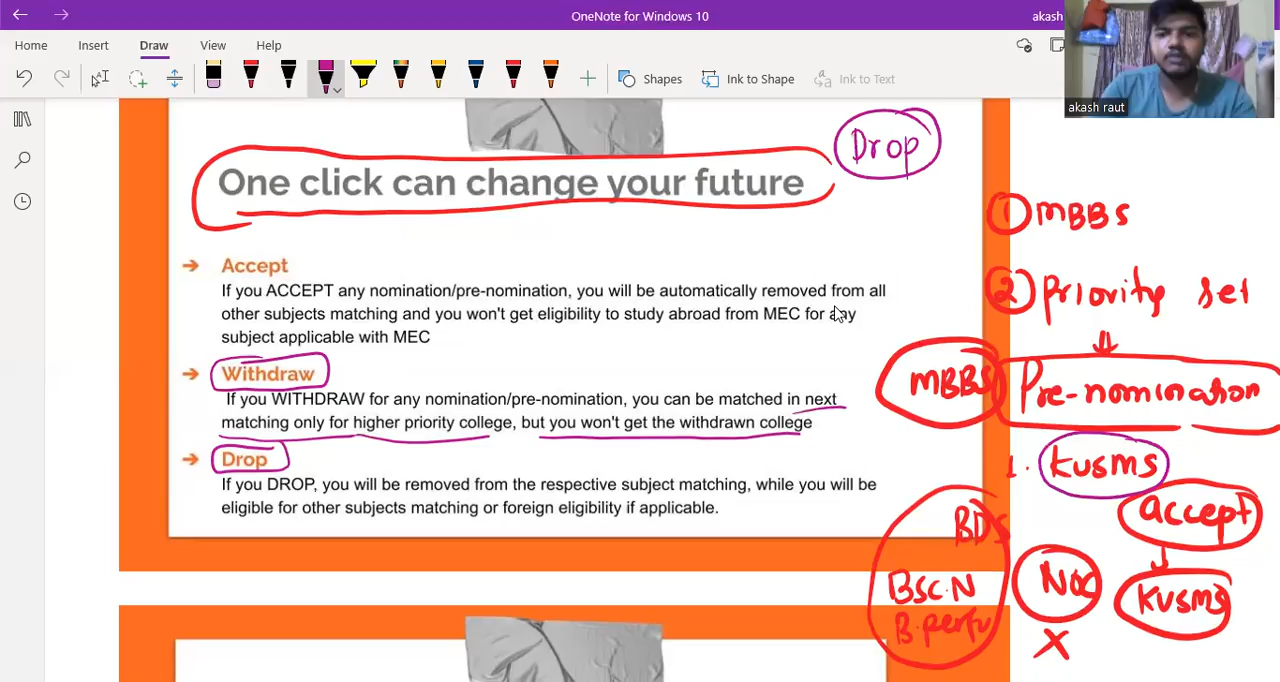 OneNote for Windows 10
akash
Home Insert Draw View Help
Shapes Ink to Shape Ink to Text
akash raut
Drop
One click can change your future
① MBBS
Accept
If you ACCEPT any nomination/pre-nomination, you will be automatically removed from all
other subjects matching and you won't get eligibility to study abroad from MEC for any
subject applicable with MEC
② Priority set
Withdraw
If you WITHDRAW for any nomination/pre-nomination, you can be matched in next
matching only for higher priority college, but you won't get the withdrawn college
MBBS Pre-nomination
Drop
If you DROP, you will be removed from the respective subject matching, while you will be
eligible for other subjects matching or foreign eligibility if applicable.
1. KUSMS
accept
BDS
BSC.N
NOC
KUSMS
X